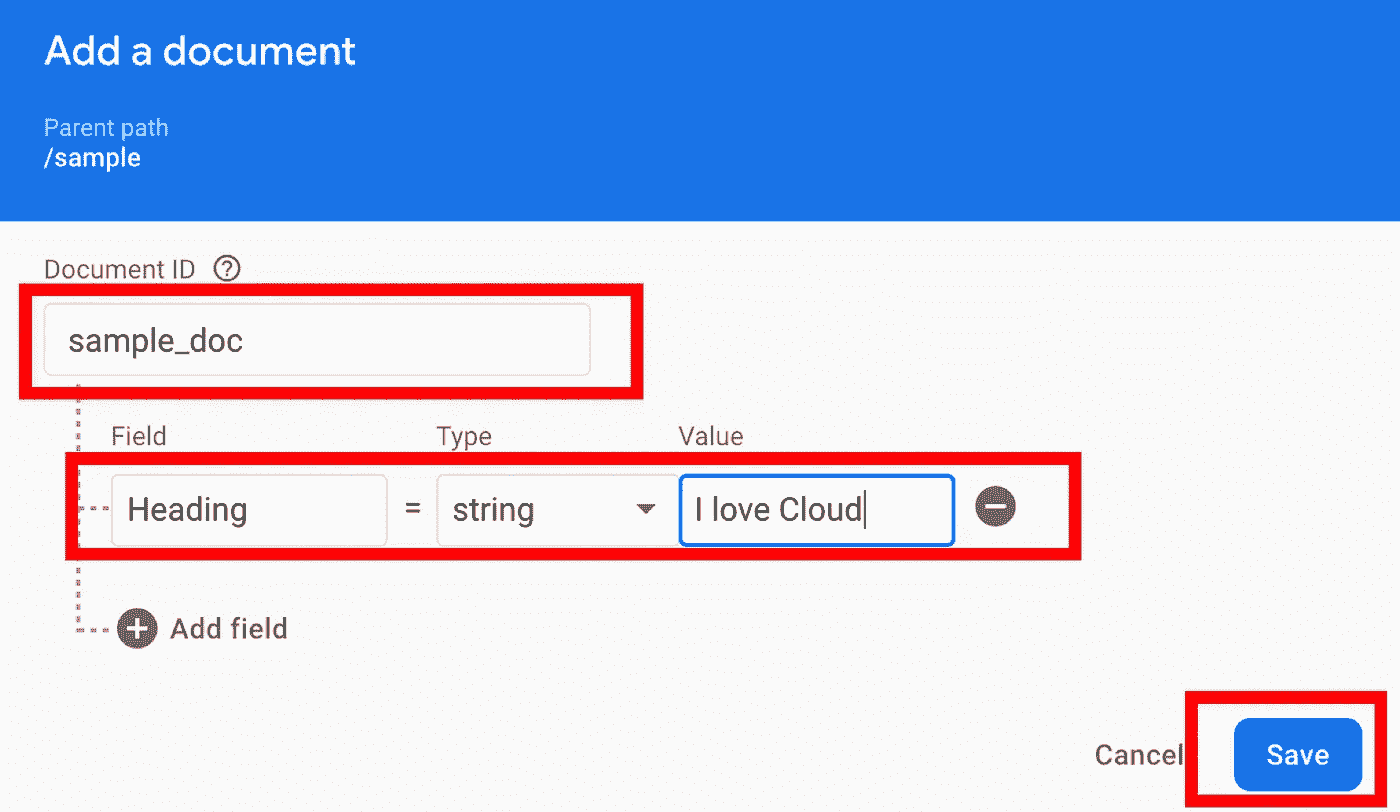 Add a document
Parent path
/sample
Document ID ?
sample_doc
Field Type Value
Heading = string I love Cloud
Add field
Cancel Save